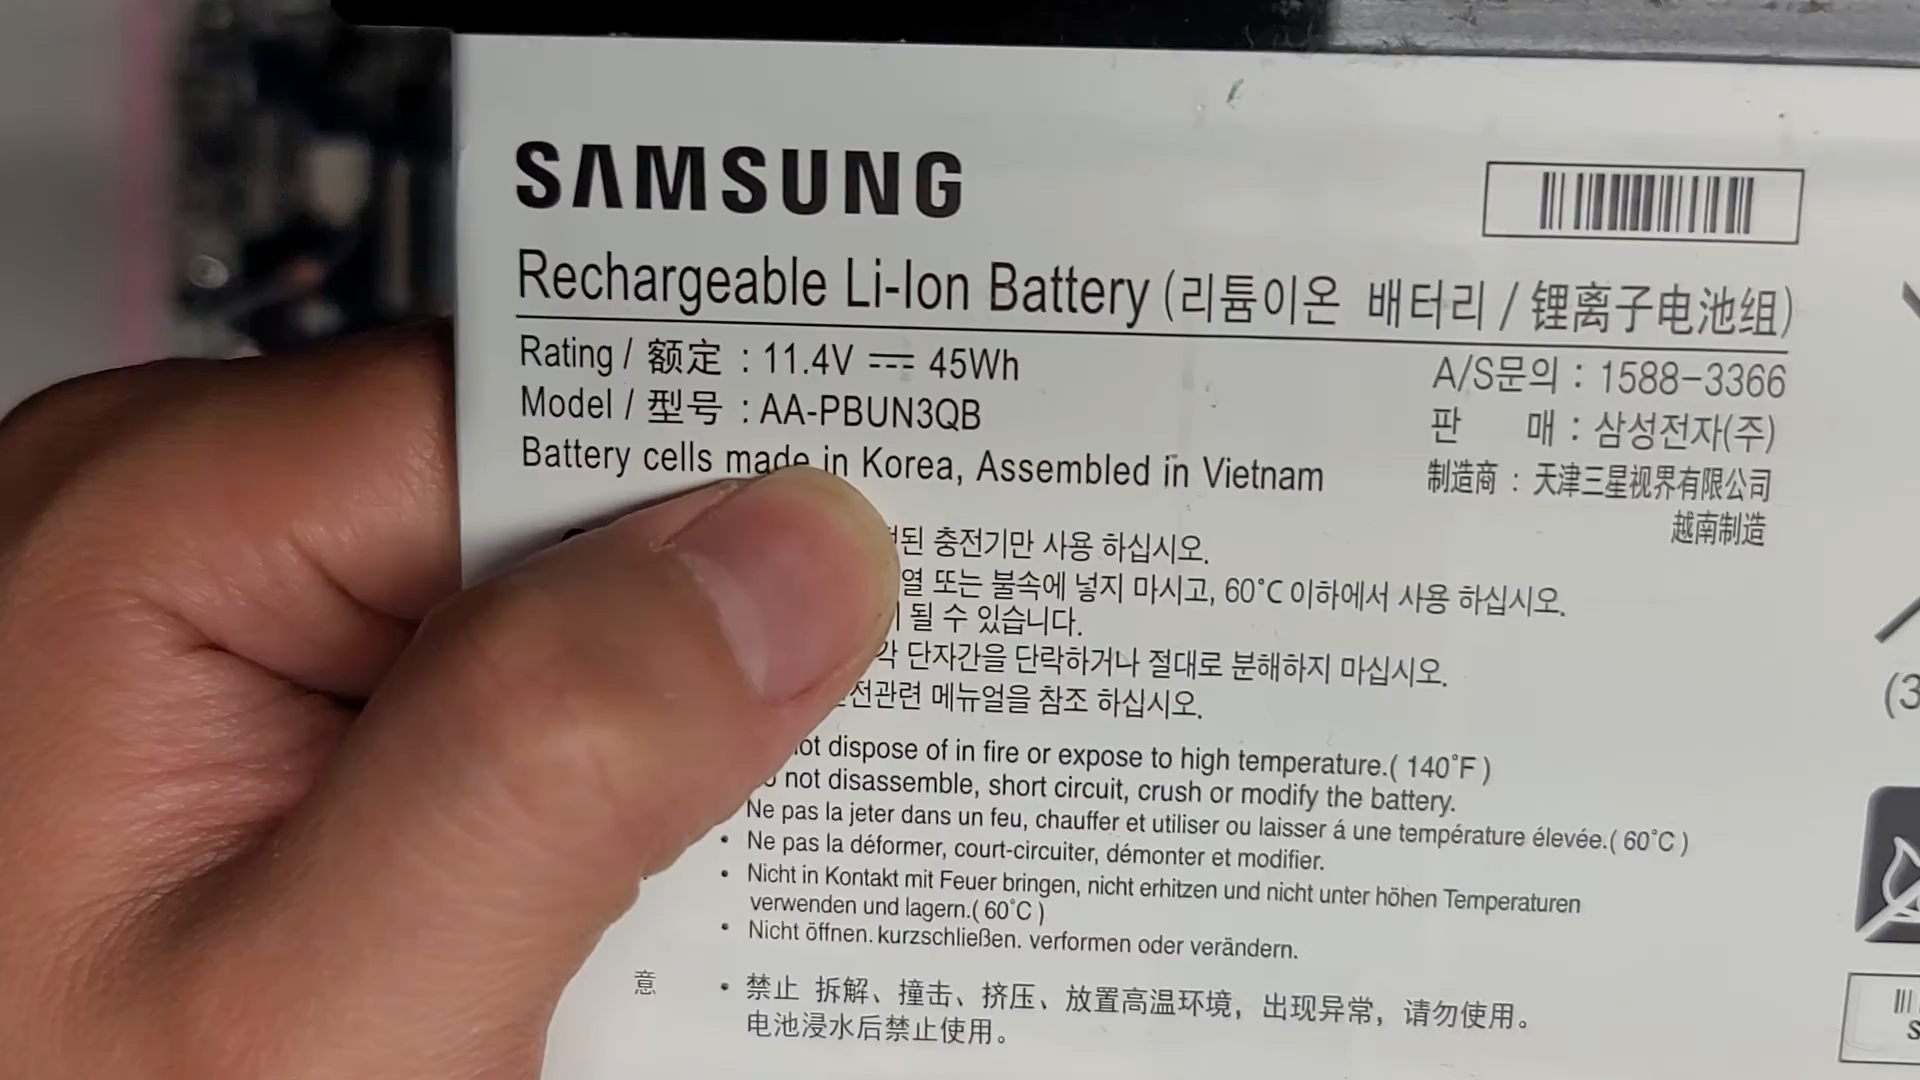 SAMSUNG
Rechargeable Li-Ion Battery (리튬이온 배터리 / 锂离子电池组)
Rating / 额定 : 11.4V 45Wh
Model / 型号 : AA-PBUN3QB
Battery cells made in Korea, Assembled in Vietnam
A/S문의 : 1588-3366
판 매 : 삼성전자(주)
制造商 : 天津三星视界有限公司
越南制造
된 충전기만 사용 하십시오.
열 또는 불속에 넣지 마시고, 60°C 이하에서 사용 하십시오.
될 수 있습니다.
각 단자간을 단락하거나 절대로 분해하지 마십시오.
전관련 메뉴얼을 참조 하십시오.
not dispose of in fire or expose to high temperature.( 140°F )
not disassemble, short circuit, crush or modify the battery.
Ne pas la jeter dans un feu, chauffer et utiliser ou laisser á une température élevée.( 60°C )
• Ne pas la déformer, court-circuiter, démonter et modifier.
• Nicht in Kontakt mit Feuer bringen, nicht erhitzen und nicht unter höhen Temperaturen
verwenden und lagern.( 60°C )
• Nicht öffnen. kurzschließen. verformen oder verändern.
意 • 禁止 拆解、撞击、挤压、放置高温环境，出现异常，请勿使用。
电池浸水后禁止使用。
(3